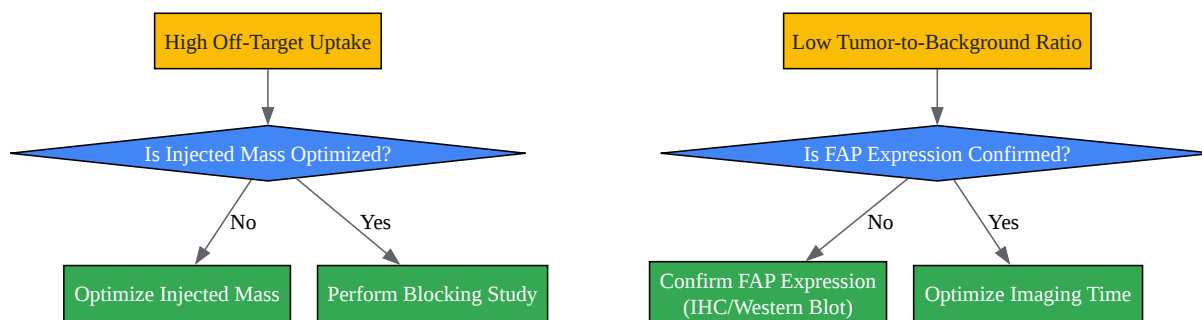 High Off-Target Uptake
Low Tumor-to-Background Ratio
Is Injected Mass Optimized?
Is FAP Expression Confirmed?
No
Yes
No
Yes
Optimize Injected Mass
Perform Blocking Study
Confirm FAP Expression
(IHC/Western Blot)
Optimize Imaging Time